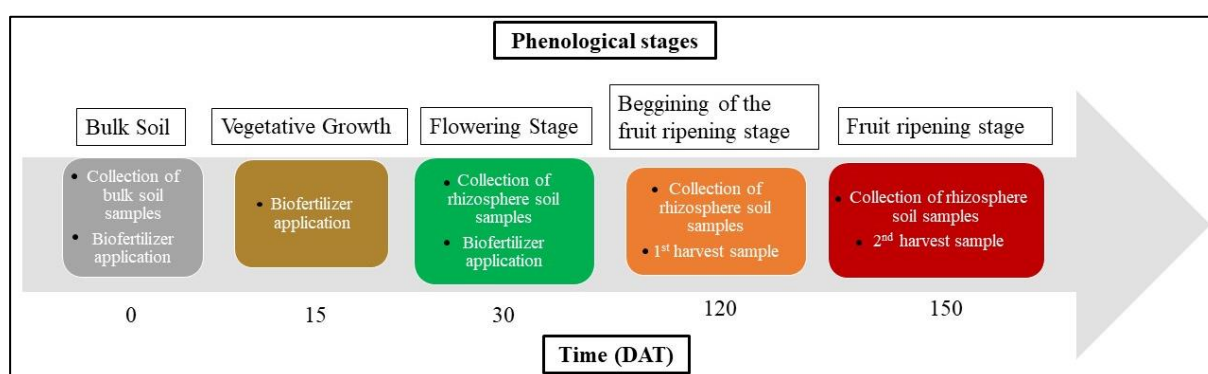 Phenological stages
Bulk Soil
Vegetative Growth
Flowering Stage
Beggining of the
fruit ripening stage
Fruit ripening stage
• Collection of
bulk soil
samples
• Biofertilizer
application
• Biofertilizer
application
• Collection of
rhizosphere soil
samples
• Biofertilizer
application
• Collection of
rhizosphere soil
samples
• 1st harvest sample
• Collection of rhizosphere
soil samples
• 2nd harvest sample
0
15
30
120
150
Time (DAT)